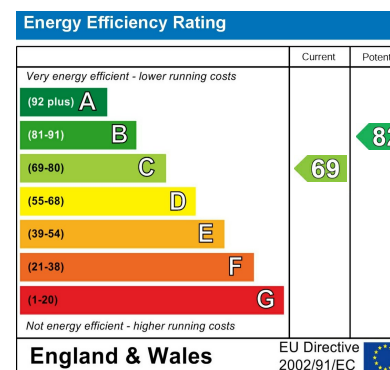 Energy Efficiency Rating
Current
Very energy efficient - lower running costs
(92 plus) A
(81-91) B
(69-80) C 69
(55-68) D
(39-54) E
(21-38) F
(1-20) G
Not energy efficient - higher running costs
England & Wales
EU Directive
2002/91/EC